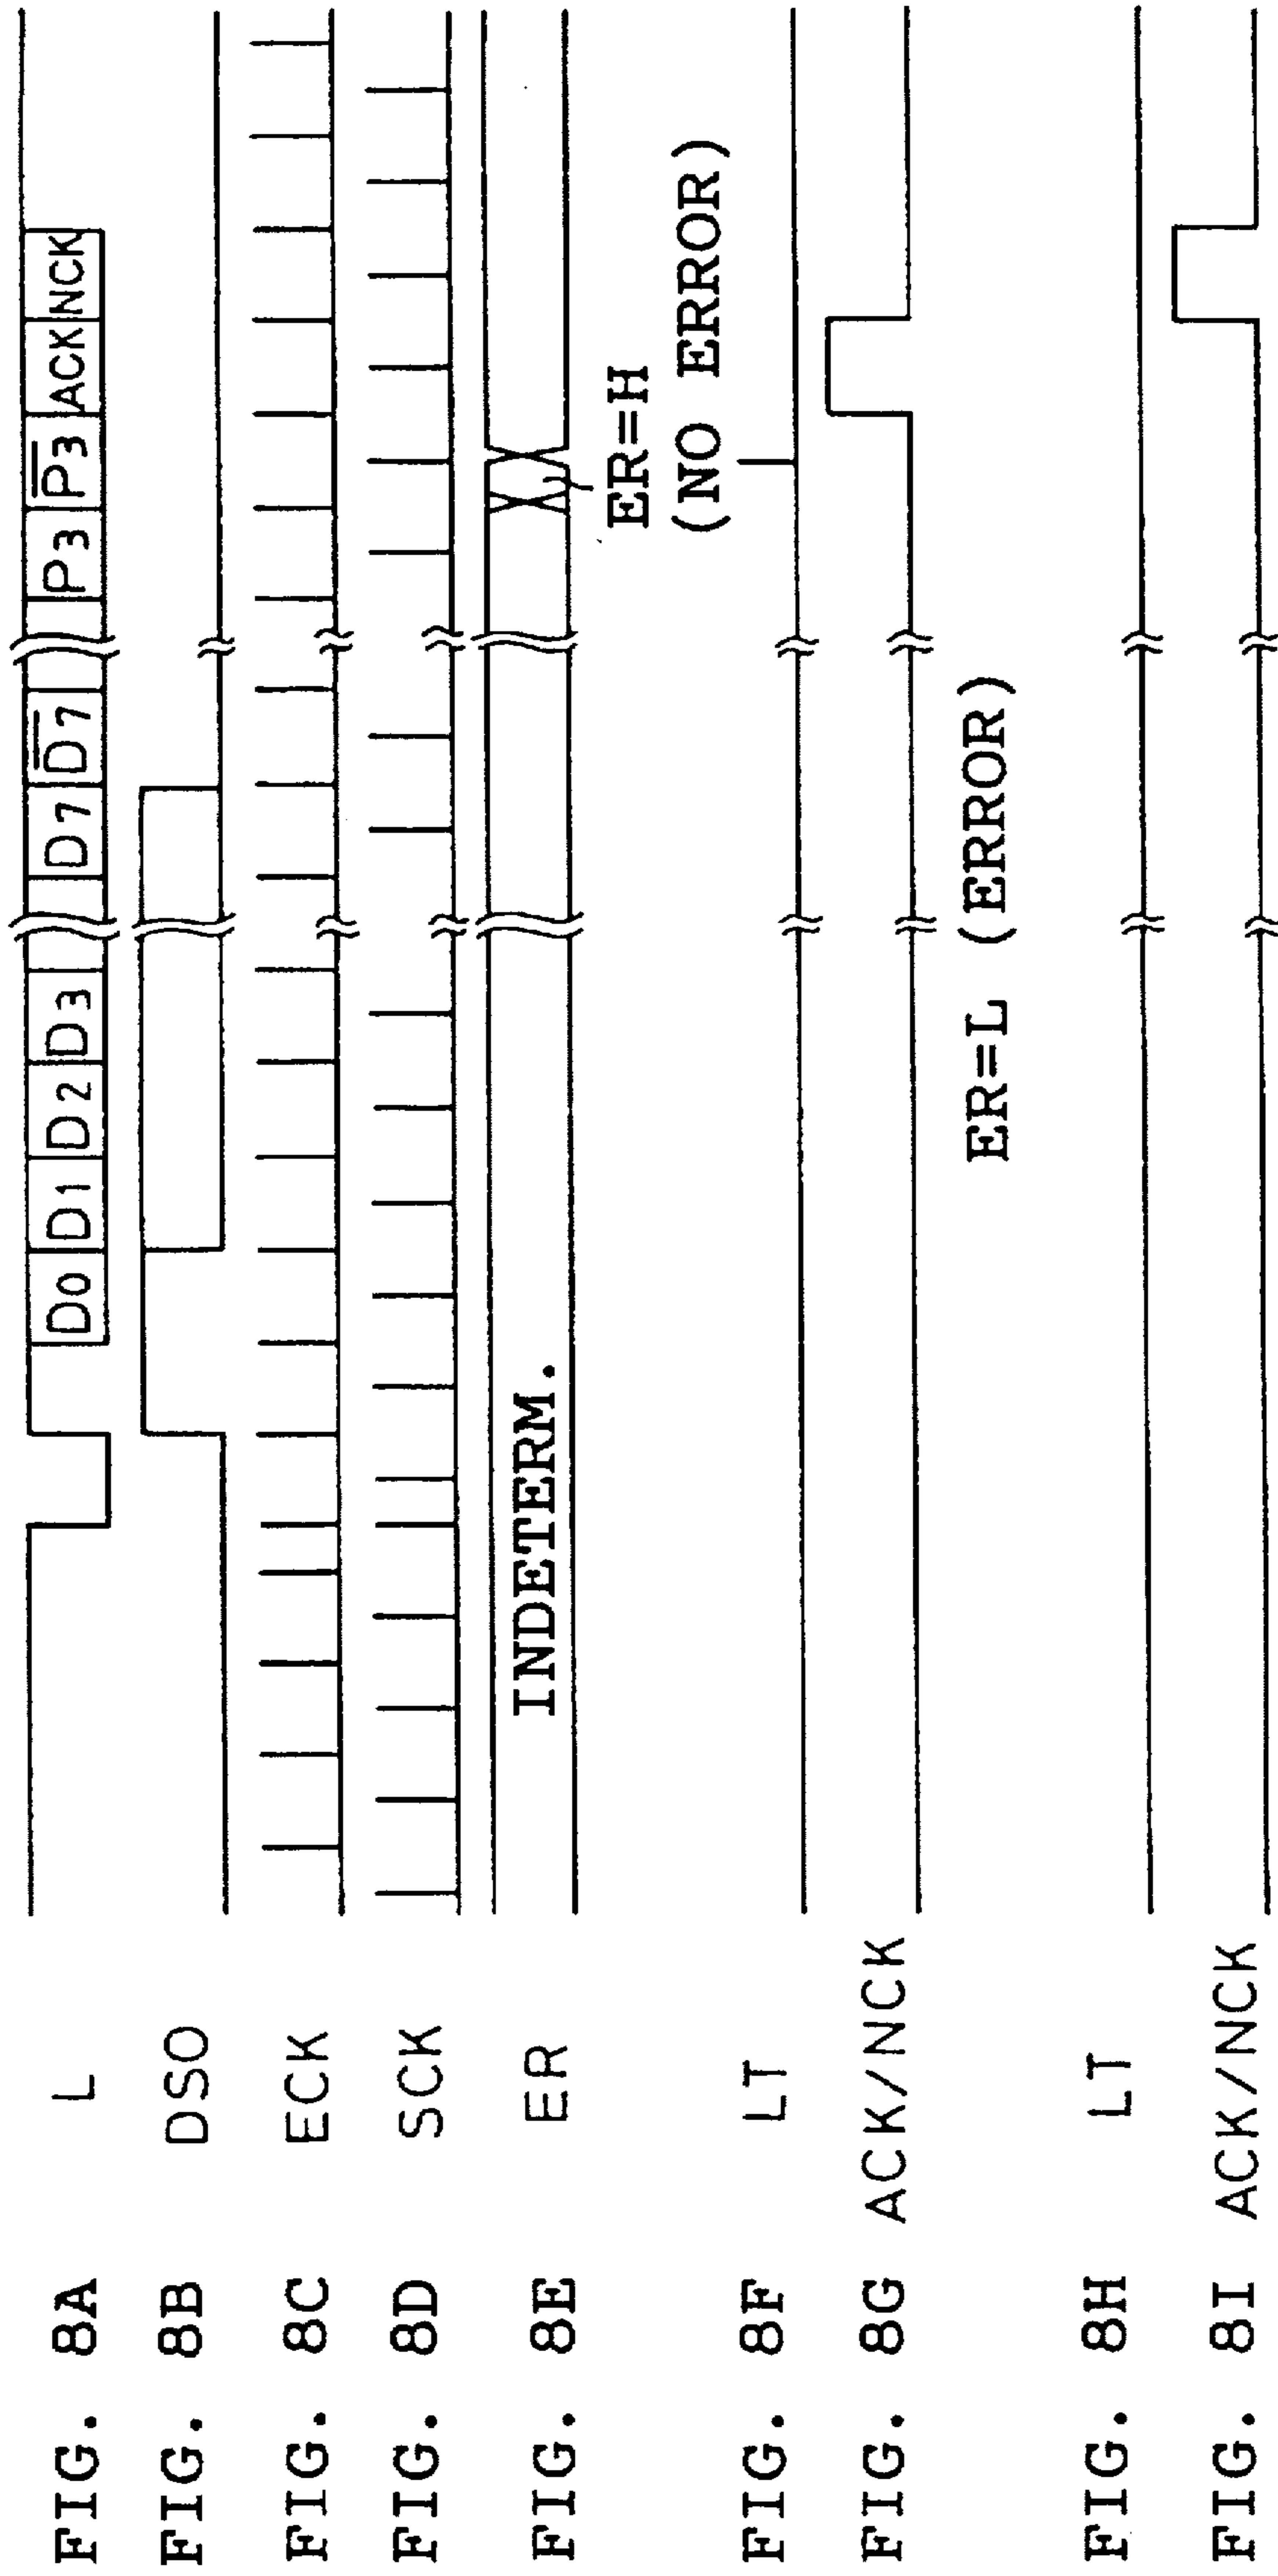 FIG. 8A L
D0 D1 D2 D3 D7 D̅7̅ P3 P̅3̅ ACK NCK
FIG. 8B DSO
FIG. 8C ECK
FIG. 8D SCK
FIG. 8E ER
INDETERM.
ER=H
(NO ERROR)
FIG. 8F LT
FIG. 8G ACK/NCK
ER=L (ERROR)
FIG. 8H LT
FIG. 8I ACK/NCK